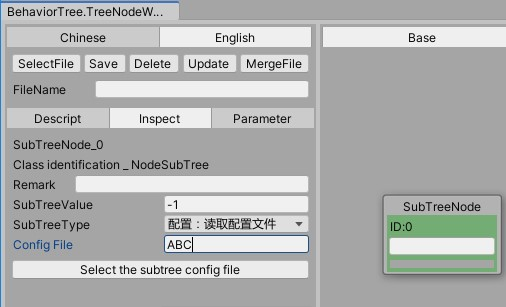 BehaviorTree.TreeNodeW...
Chinese English Base
SelectFile Save Delete Update MergeFile
FileName
Descript Inspect Parameter
SubTreeNode_0
Class identification _ NodeSubTree
Remark
SubTreeValue -1
SubTreeType 配置：读取配置文件
Config File ABC
Select the subtree config file
SubTreeNode
ID:0